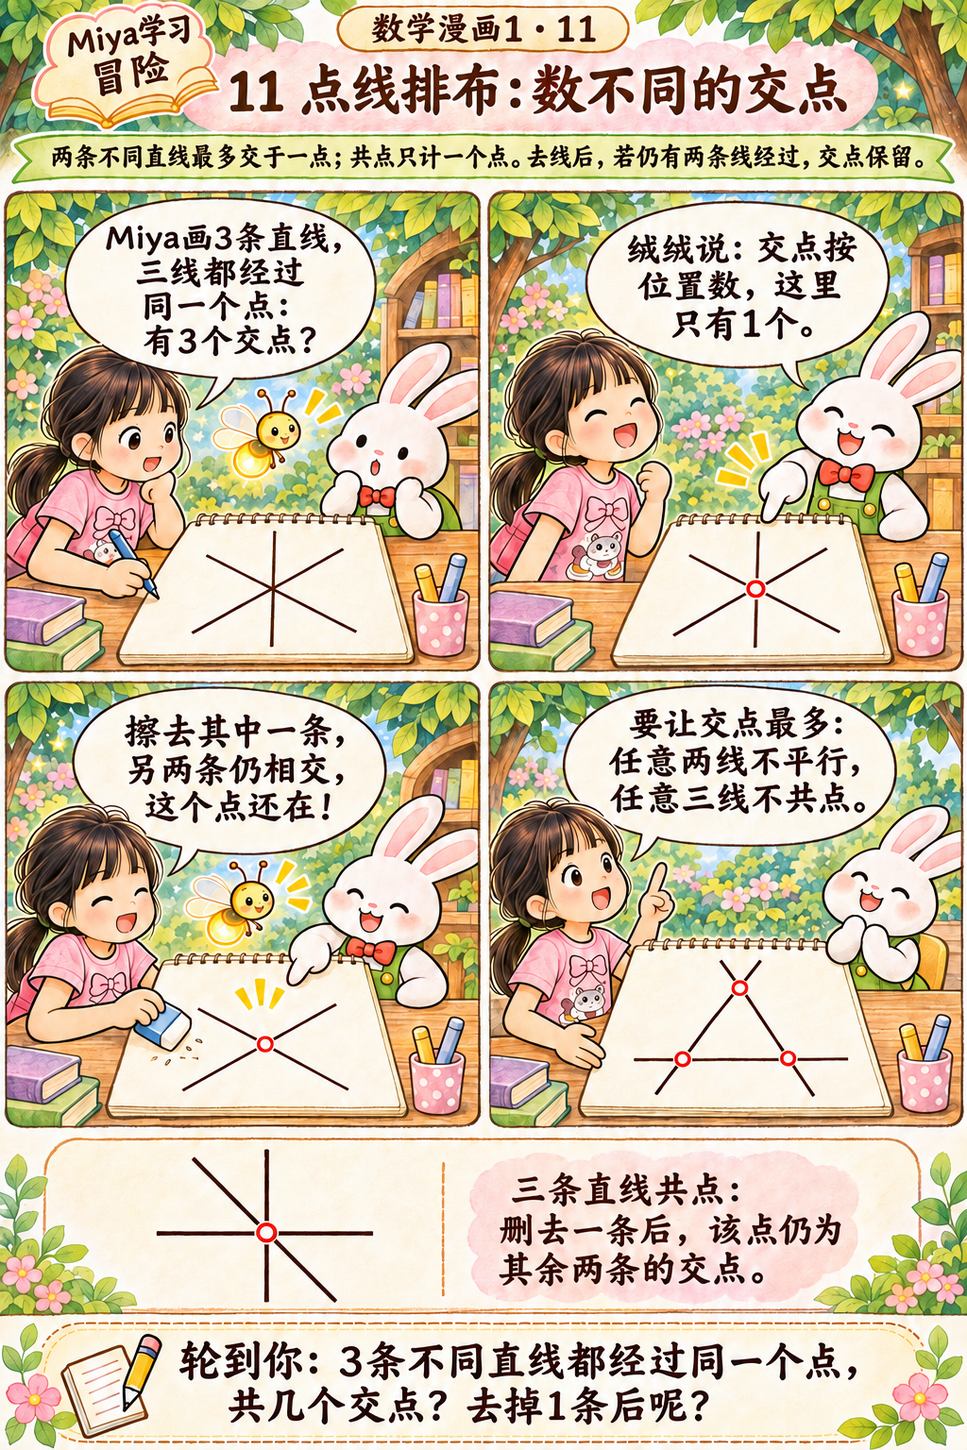 Miya学习
冒险
数学漫画1·11
11 点线排布：数不同的交点
两条不同直线最多交于一点；共点只计一个点。去线后，若仍有两条线经过，交点保留。
Miya画3条直线，
三线都经过
同一个点：
有3个交点？
绒绒说：交点按
位置数，这里
只有1个。
擦去其中一条，
另两条仍相交，
这个点还在！
要让交点最多：
任意两线不平行，
任意三线不共点。
三条直线共点：
删去一条后，该点仍为
其余两条的交点。
轮到你：3条不同直线都经过同一个点，
共几个交点？去掉1条后呢？